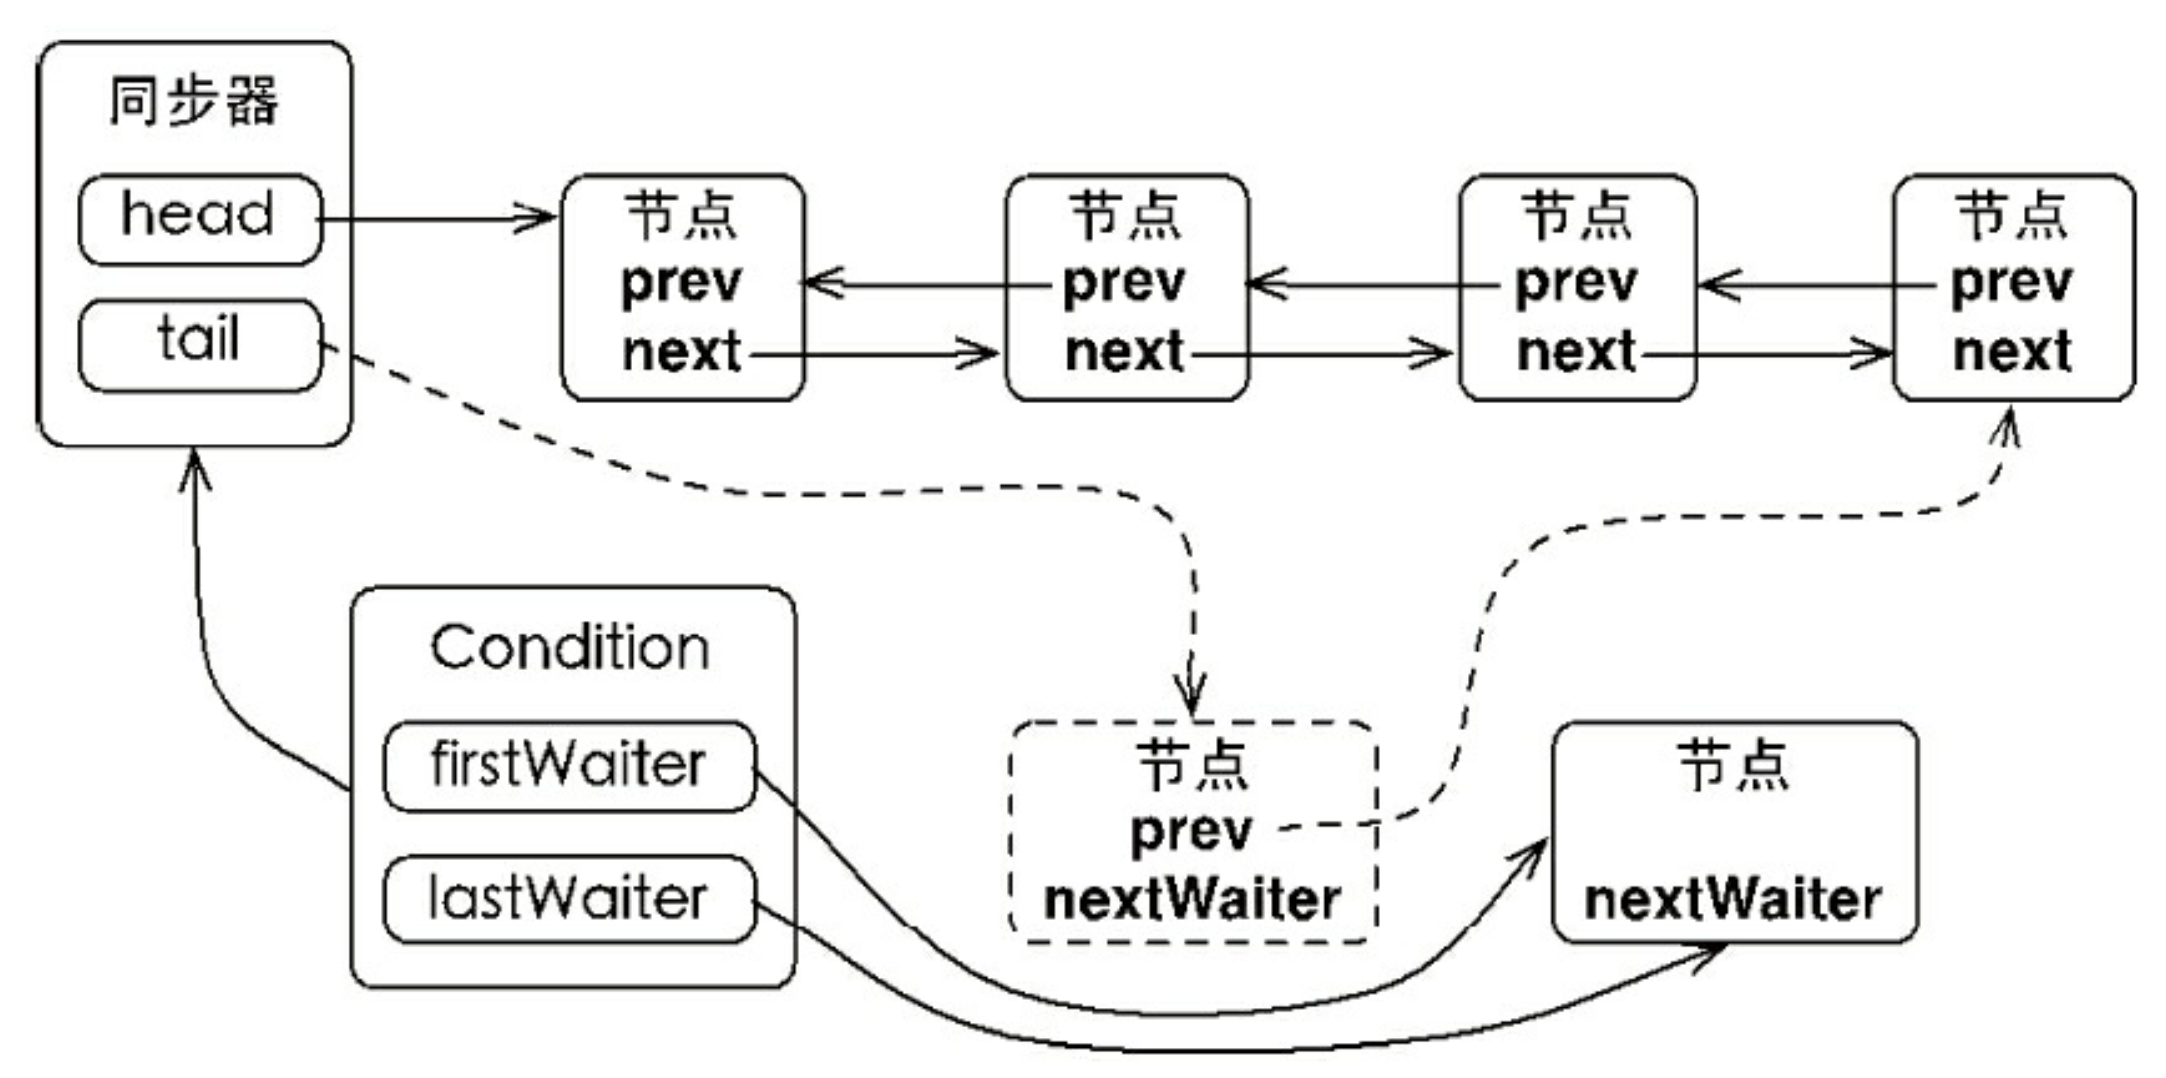 同步器
head
tail
节点
prev
next
节点
prev
next
节点
prev
next
节点
prev
next
Condition
firstWaiter
lastWaiter
节点
prev
nextWaiter
节点
nextWaiter